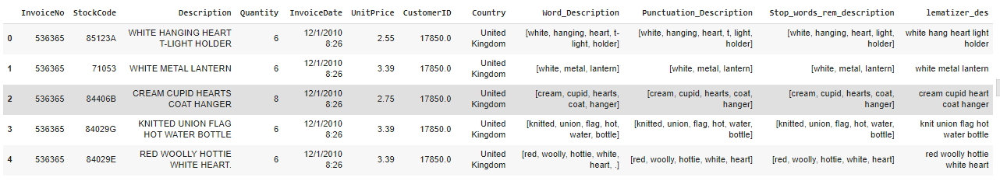 InvoiceNo StockCode Description Quantity InvoiceDate UnitPrice CustomerID Country Word_Description Punctuation_Description Stop_words_rem_description lematizer_des
0 536365 85123A WHITE HANGING HEART T-LIGHT HOLDER 6 12/1/2010 8:26 2.55 17850.0 United Kingdom [white, hanging, heart, t-light, holder] [white, hanging, heart, t, light, holder] [white, hanging, heart, light, holder] white hang heart light holder
1 536365 71053 WHITE METAL LANTERN 6 12/1/2010 8:26 3.39 17850.0 United Kingdom [white, metal, lantern] [white, metal, lantern] [white, metal, lantern] white metal lantern
2 536365 84406B CREAM CUPID HEARTS COAT HANGER 8 12/1/2010 8:26 2.75 17850.0 United Kingdom [cream, cupid, hearts, coat, hanger] [cream, cupid, hearts, coat, hanger] [cream, cupid, hearts, coat, hanger] cream cupid heart coat hanger
3 536365 84029G KNITTED UNION FLAG HOT WATER BOTTLE 6 12/1/2010 8:26 3.39 17850.0 United Kingdom [knitted, union, flag, hot, water, bottle] [knitted, union, flag, hot, water, bottle] [knitted, union, flag, hot, water, bottle] knit union flag hot water bottle
4 536365 84029E RED WOOLLY HOTTIE WHITE HEART. 6 12/1/2010 8:26 3.39 17850.0 United Kingdom [red, woolly, hottie, white, heart, .] [red, woolly, hottie, white, heart] [red, woolly, hottie, white, heart] red woolly hottie white heart